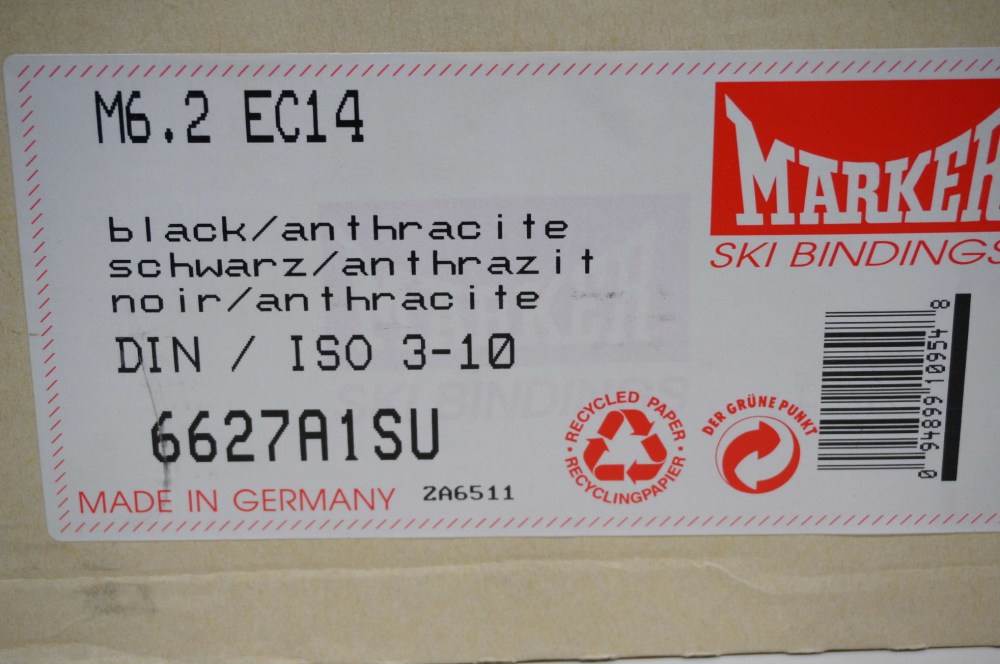 M6.2 EC14
MARKER
SKI BINDINGS
black/anthracite
schwarz/anthrazit
noir/anthracite
DIN / ISO 3-10
6627A1SU
RECYCLED PAPER
RECYCLINGPAPIER
DER GRÜNE PUNKT
0 94899 10954 8
MADE IN GERMANY
ZA6511